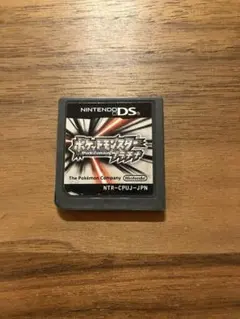 NINTENDO DS
ポケットモンスター
プラチナ
The Pokémon Company Nintendo
NTR-CPUJ-JPN